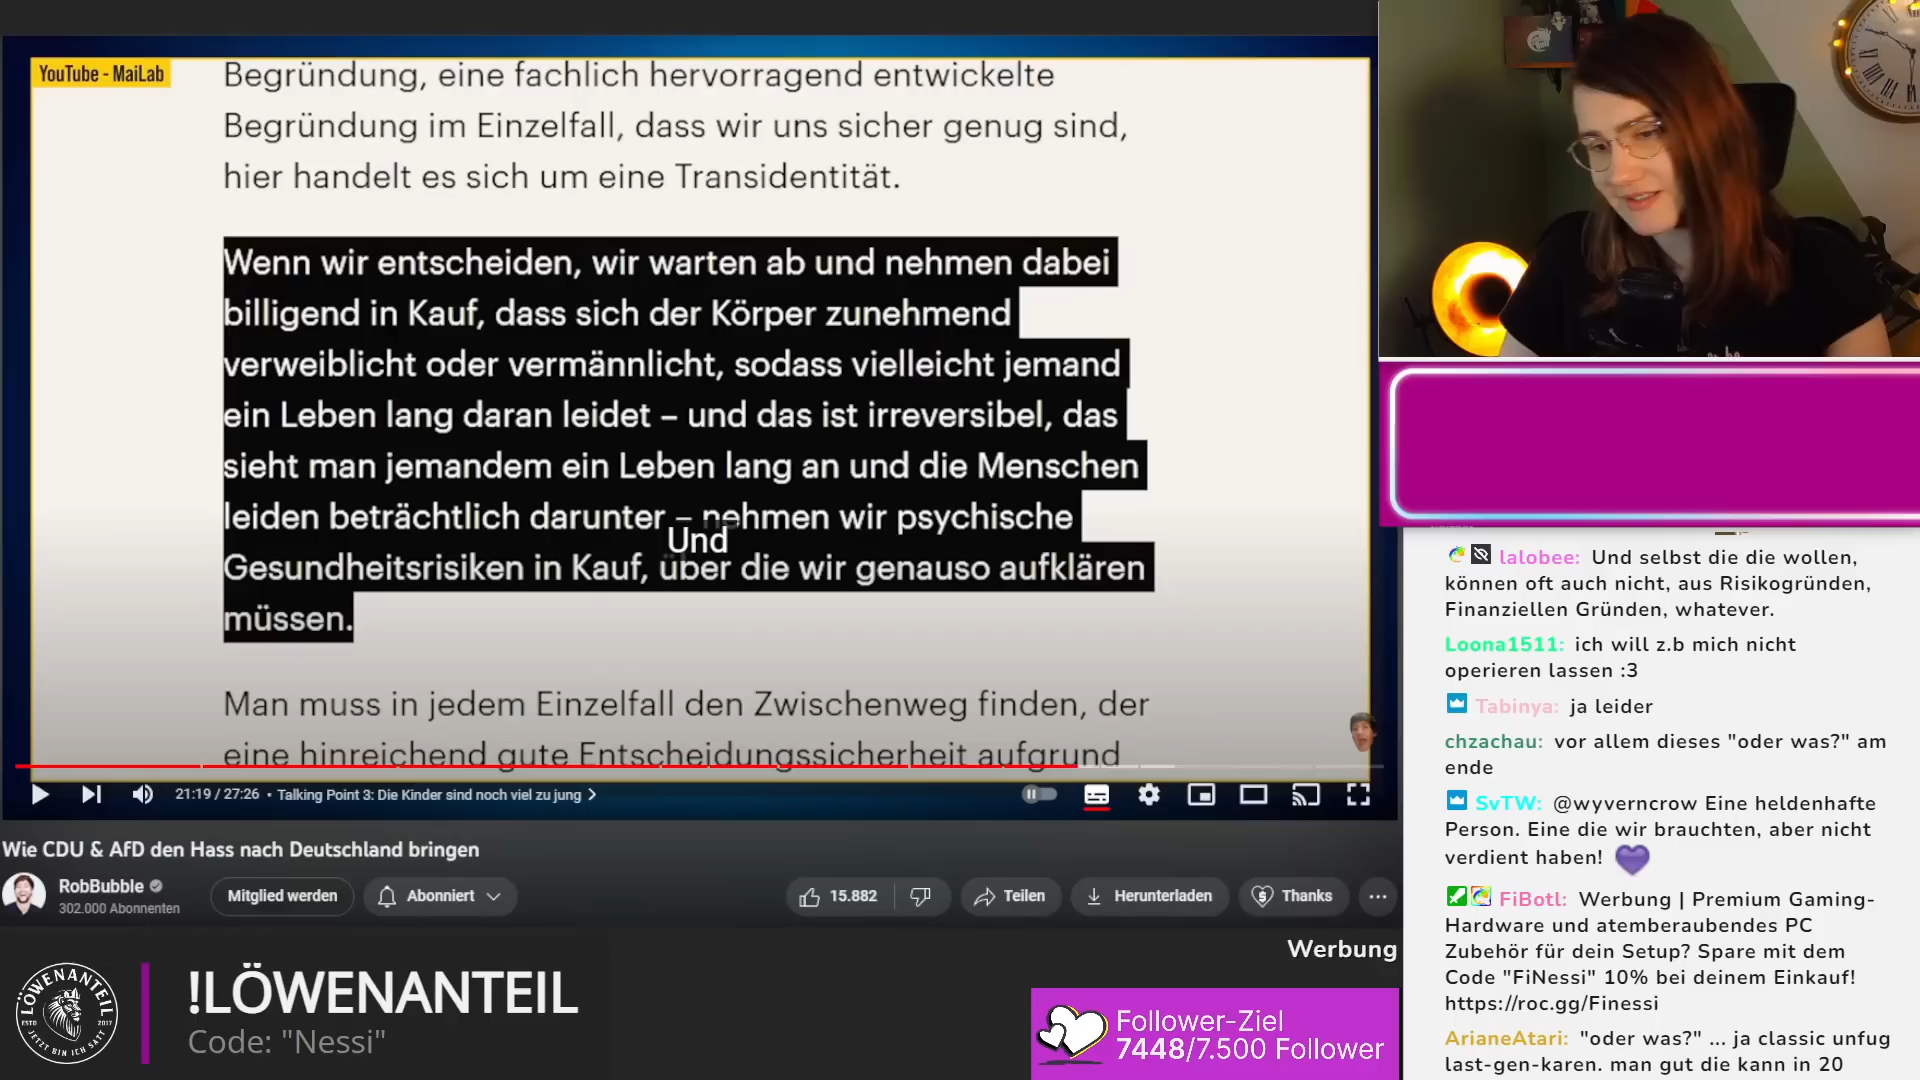 YouTube - MaiLab
Begründung, eine fachlich hervorragend entwickelte
Begründung im Einzelfall, dass wir uns sicher genug sind,
hier handelt es sich um eine Transidentität.
Wenn wir entscheiden, wir warten ab und nehmen dabei
billigend in Kauf, dass sich der Körper zunehmend
verweiblicht oder vermännlicht, sodass vielleicht jemand
ein Leben lang daran leidet – und das ist irreversibel, das
sieht man jemandem ein Leben lang an und die Menschen
leiden beträchtlich darunter – nehmen wir psychische
Und
Gesundheitsrisiken in Kauf, über die wir genauso aufklären
müssen.
Man muss in jedem Einzelfall den Zwischenweg finden, der
eine hinreichend gute Entscheidungssicherheit aufgrund
21:19 / 27:26 • Talking Point 3: Die Kinder sind noch viel zu jung
Wie CDU & AfD den Hass nach Deutschland bringen
RobBubble
302.000 Abonnenten
Mitglied werden
Abonniert
15.882
Teilen
Herunterladen
Thanks
Werbung
LÖWENANTEIL
ESTD 2017
JETZT BIN ICH SATT
!LÖWENANTEIL
Code: "Nessi"
Follower-Ziel
7448/7.500 Follower
lalobee: Und selbst die die wollen,
können oft auch nicht, aus Risikogründen,
Finanziellen Gründen, whatever.
Loona1511: ich will z.b mich nicht
operieren lassen :3
Tabinya: ja leider
chzachau: vor allem dieses "oder was?" am
ende
SvTW: @wyverncrow Eine heldenhafte
Person. Eine die wir brauchten, aber nicht
verdient haben!
FiBotl: Werbung | Premium Gaming-
Hardware und atemberaubendes PC
Zubehör für dein Setup? Spare mit dem
Code "FiNessi" 10% bei deinem Einkauf!
https://roc.gg/Finessi
ArianeAtari: "oder was?" ... ja classic unfug
last-gen-karen. man gut die kann in 20